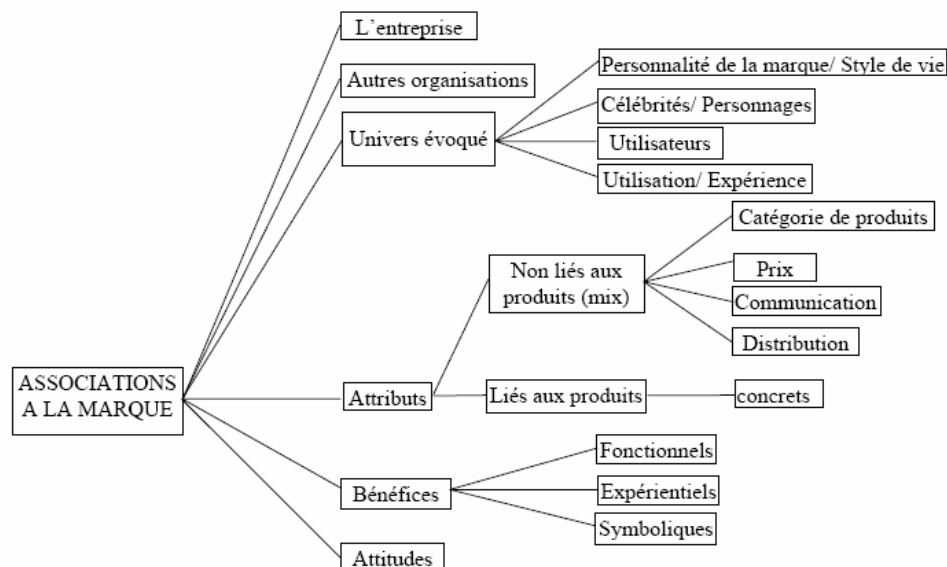 L'entreprise
Autres organisations
Univers évoqué
Personnalité de la marque/ Style de vie
Célébrités/ Personnages
Utilisateurs
Utilisation/ Expérience
Catégorie de produits
Non liés aux
produits (mix)
Prix
Communication
Distribution
ASSOCIATIONS
A LA MARQUE
Attributs
Liés aux produits
concrets
Fonctionnels
Bénéfices
Expérientiels
Symboliques
Attitudes